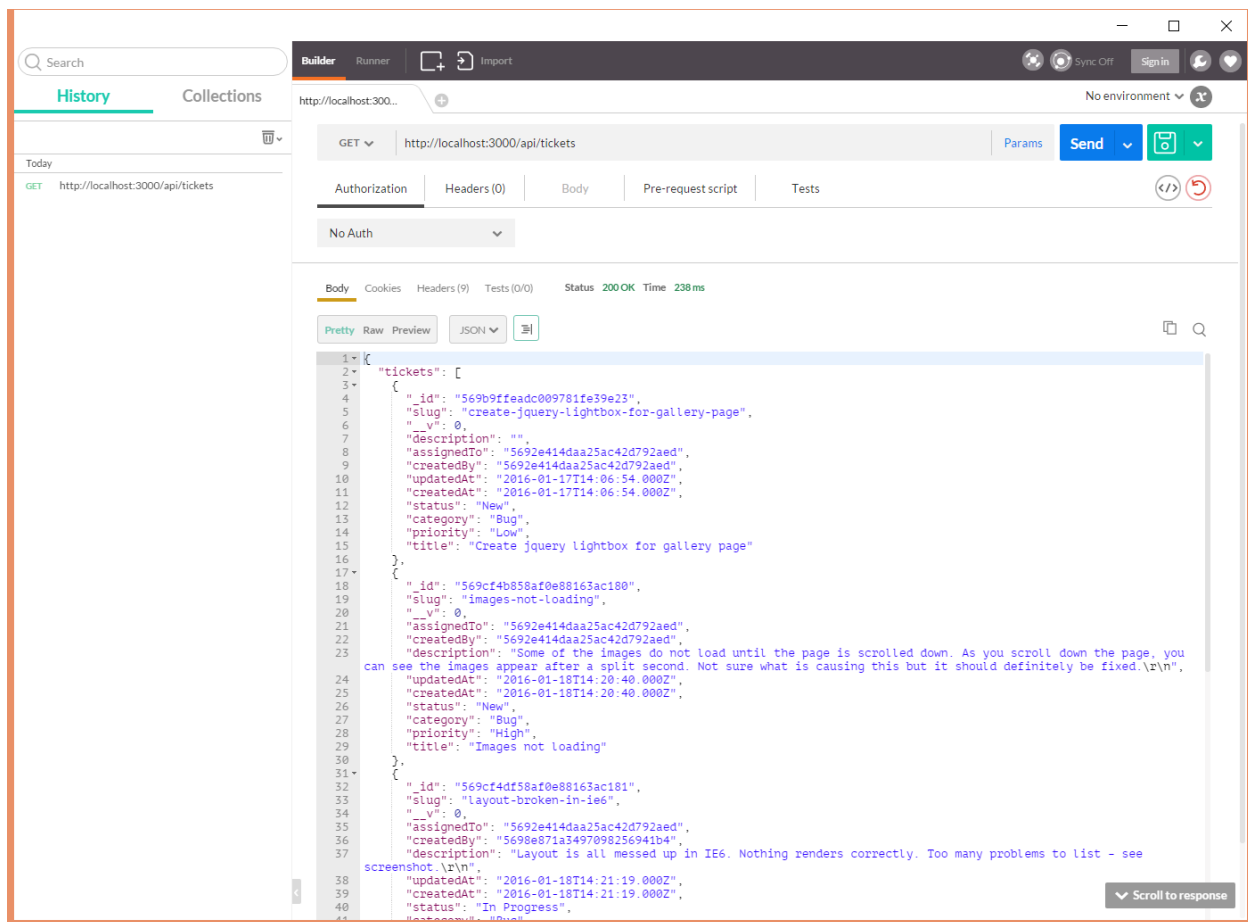 Search
History Collections
Today
GET http://localhost:3000/api/tickets
Builder Runner Import Sync Off Sign in
http://localhost:300... No environment
GET http://localhost:3000/api/tickets Params Send
Authorization Headers (0) Body Pre-request script Tests
No Auth
Body Cookies Headers (9) Tests (0/0) Status 200 OK Time 238 ms
Pretty Raw Preview JSON
1 {
2 "tickets": [
3 {
4 "_id": "569b9ffeadc009781fe39e23",
5 "slug": "create-jquery-lightbox-for-gallery-page",
6 "__v": 0,
7 "description": "",
8 "assignedTo": "5692e414daa25ac42d792aed",
9 "createdBy": "5692e414daa25ac42d792aed",
10 "updatedAt": "2016-01-17T14:06:54.000Z",
11 "createdAt": "2016-01-17T14:06:54.000Z",
12 "status": "New",
13 "category": "Bug",
14 "priority": "Low",
15 "title": "Create jquery lightbox for gallery page"
16 },
17 {
18 "_id": "569cf4b858af0e88163ac180",
19 "slug": "images-not-loading",
20 "__v": 0,
21 "assignedTo": "5692e414daa25ac42d792aed",
22 "createdBy": "5692e414daa25ac42d792aed",
23 "description": "Some of the images do not load until the page is scrolled down. As you scroll down the page, you
can see the images appear after a split second. Not sure what is causing this but it should definitely be fixed.\r\n",
24 "updatedAt": "2016-01-18T14:20:40.000Z",
25 "createdAt": "2016-01-18T14:20:40.000Z",
26 "status": "New",
27 "category": "Bug",
28 "priority": "High",
29 "title": "Images not loading"
30 },
31 {
32 "_id": "569cf4df58af0e88163ac181",
33 "slug": "layout-broken-in-ie6",
34 "__v": 0,
35 "assignedTo": "5692e414daa25ac42d792aed",
36 "createdBy": "5698e871a3497098256941b4",
37 "description": "Layout is all messed up in IE6. Nothing renders correctly. Too many problems to list - see
screenshot.\r\n",
38 "updatedAt": "2016-01-18T14:21:19.000Z",
39 "createdAt": "2016-01-18T14:21:19.000Z",
40 "status": "In Progress",
41 "category": "Bug",
Scroll to response